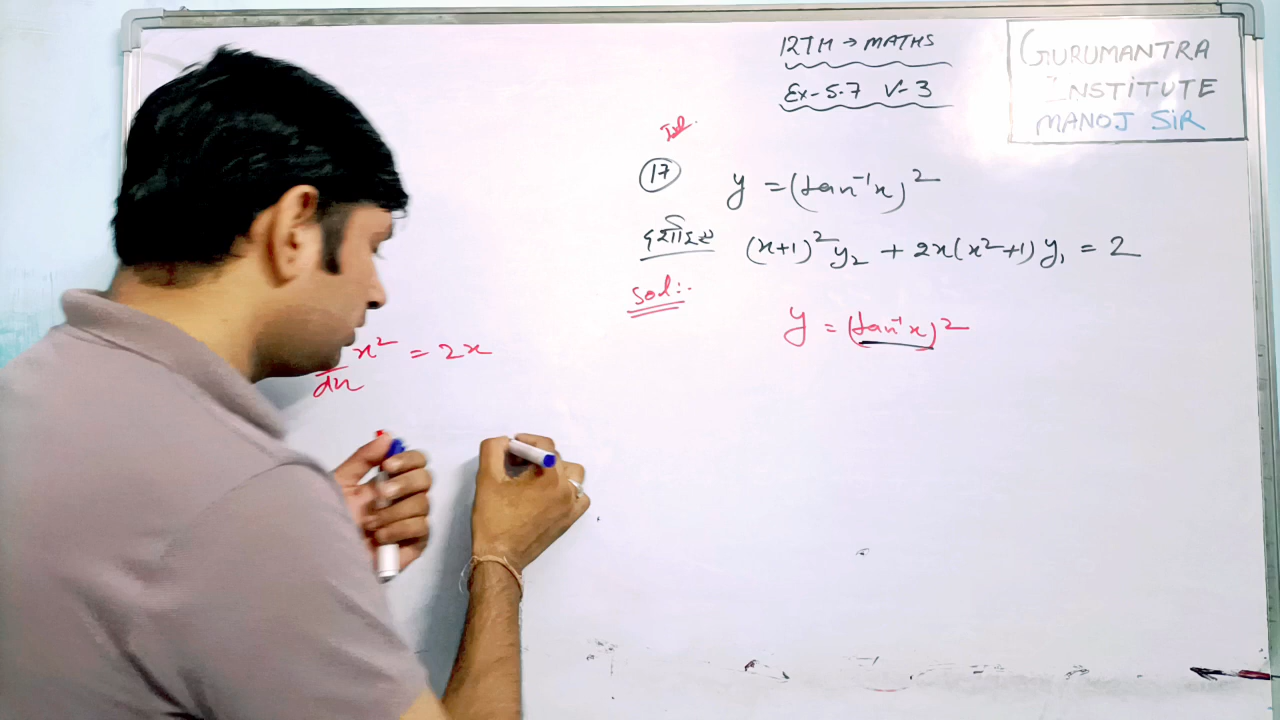 12TH → MATHS
Ex-5.7 V-3
GURUMANTRA
INSTITUTE
MANOJ SIR
Imp.
17 y = (tan⁻¹x)²
दर्शाइए (x+1)² y₂ + 2x(x²+1) y₁ = 2
Sol:-
y = (tan⁻¹x)²
dx x² = 2x